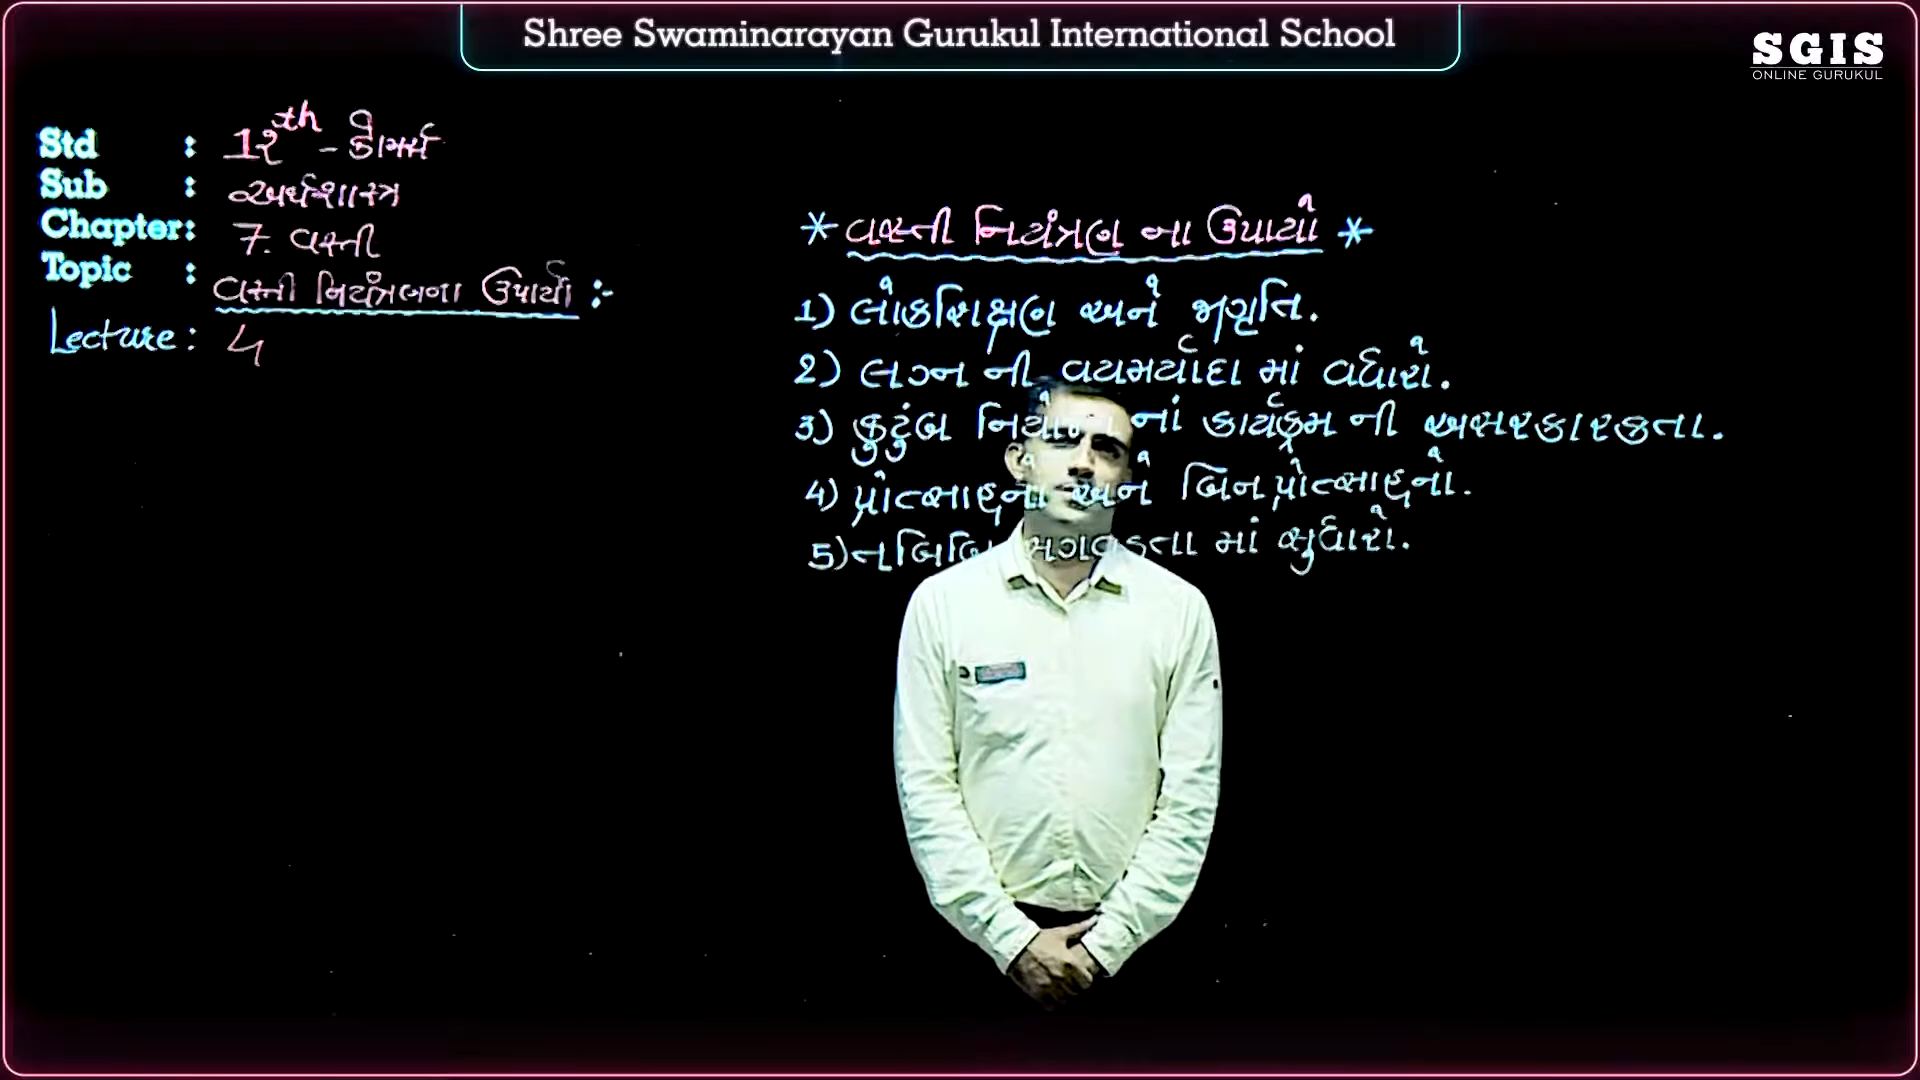 Shree Swaminarayan Gurukul International School
SGIS
ONLINE GURUKUL
Std : 12th - કોમર્સ
Sub : અર્થશાસ્ત્ર
Chapter: 7. વસ્તી
Topic : વસ્તી નિયંત્રણના ઉપાયો :-
Lecture: 4
* વસ્તી નિયંત્રણ ના ઉપાયો *
1) લોકશિક્ષણ અને જાગૃતિ.
2) લગ્ન ની વયમર્યાદા માં વધારો.
3) કુટુંબ નિયોજન નાં કાર્યક્રમ ની અસરકારકતા.
4) પ્રોત્સાહનો અને બિનપ્રોત્સાહનો.
5) માં સુધારો.